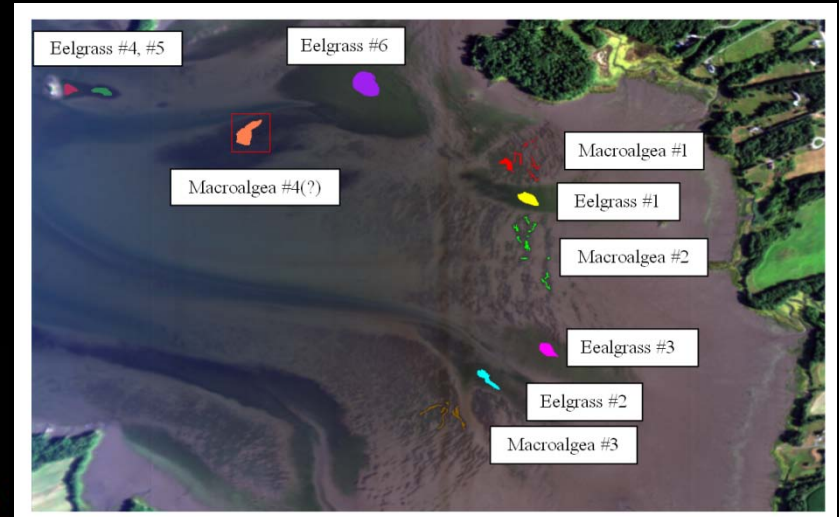 Eelgrass #4, #5
Eelgrass #6
Macroalgea #1
Macroalgea #4(?)
Eelgrass #1
Macroalgea #2
Eealgrass #3
Eelgrass #2
Macroalgea #3